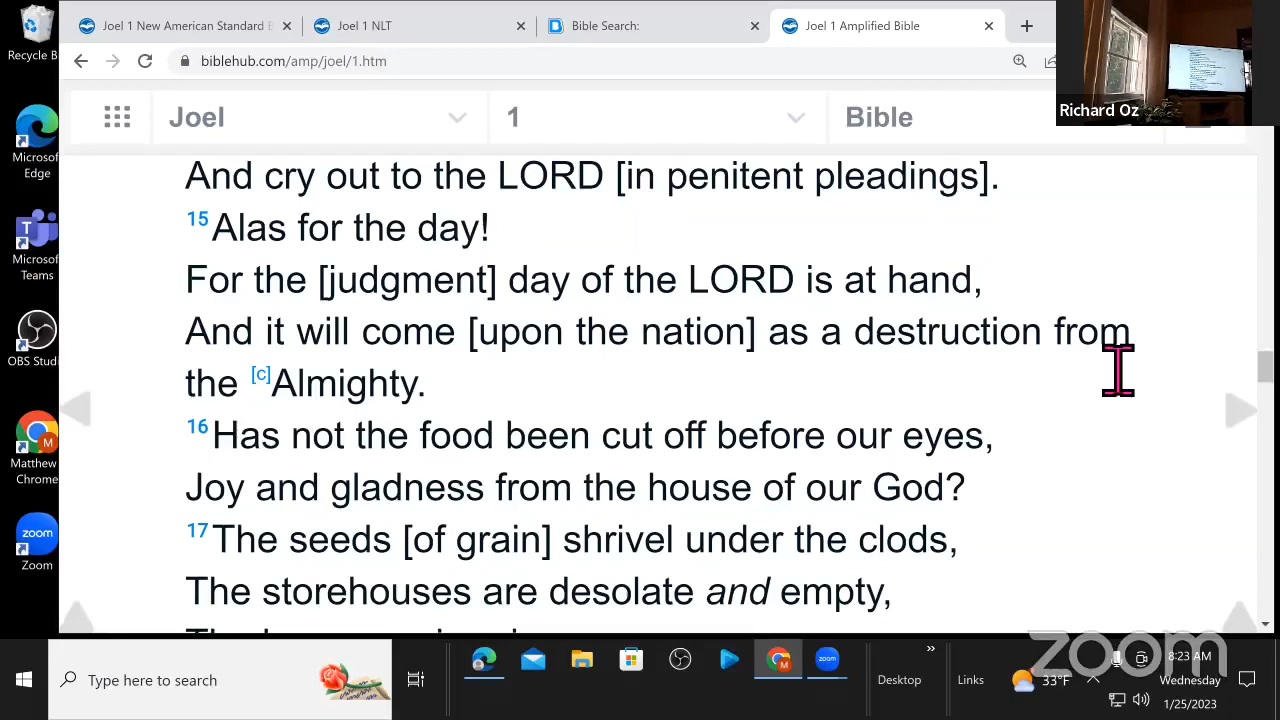 Recycle B
Joel 1 New American Standard B
Joel 1 NLT
Bible Search:
Joel 1 Amplified Bible
biblehub.com/amp/joel/1.htm
Richard Oz
Joel
1
Bible
Microsoft
Edge
Microsoft
Teams
OBS Studi
Matthew
Chrome
zoom
Zoom
And cry out to the LORD [in penitent pleadings].
15 Alas for the day!
For the [judgment] day of the LORD is at hand,
And it will come [upon the nation] as a destruction from
the [c]Almighty.
16 Has not the food been cut off before our eyes,
Joy and gladness from the house of our God?
17 The seeds [of grain] shrivel under the clods,
The storehouses are desolate and empty,
zoom
Type here to search
zoom
Desktop
Links
33°F
8:23 AM
Wednesday
1/25/2023